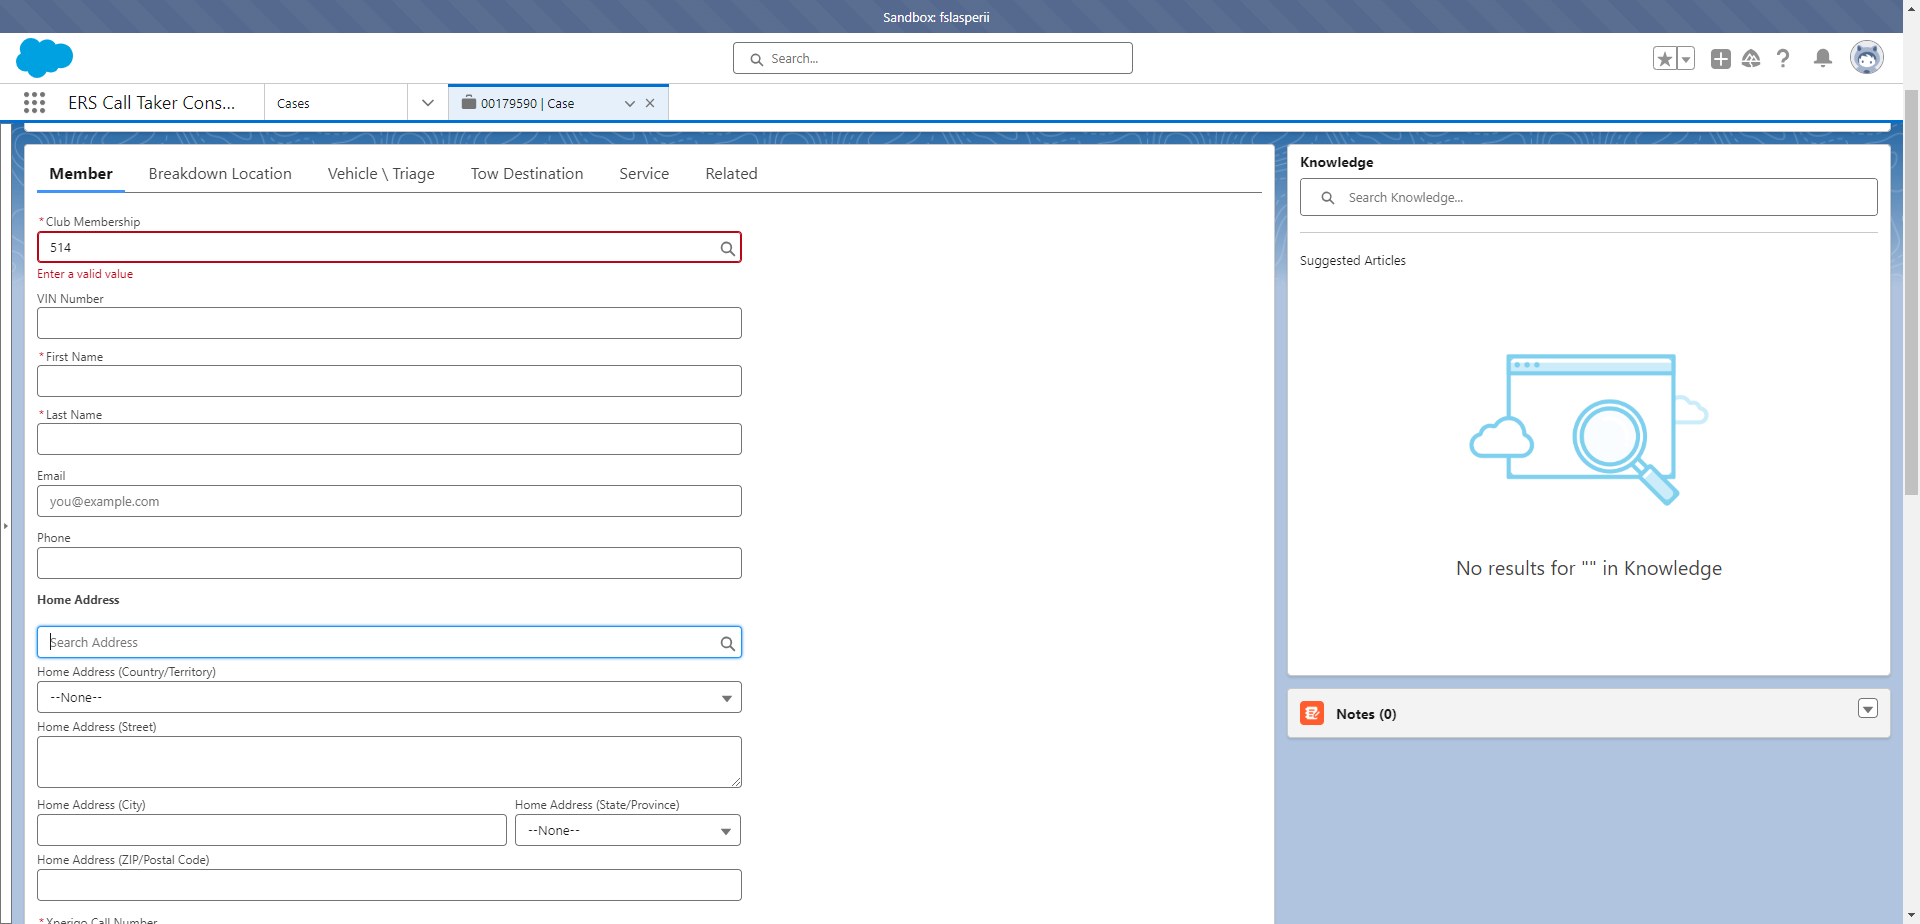 Sandbox: fslasperii
Search...
ERS Call Taker Cons...
Cases
00179590 | Case
Member
Breakdown Location
Vehicle \ Triage
Tow Destination
Service
Related
*Club Membership
514
Enter a valid value
VIN Number
*First Name
*Last Name
Email
you@example.com
Phone
Home Address
Search Address
Home Address (Country/Territory)
--None--
Home Address (Street)
Home Address (City)
Home Address (State/Province)
--None--
Home Address (ZIP/Postal Code)
*Xperigo Call Number
Knowledge
Search Knowledge...
Suggested Articles
No results for "" in Knowledge
Notes (0)